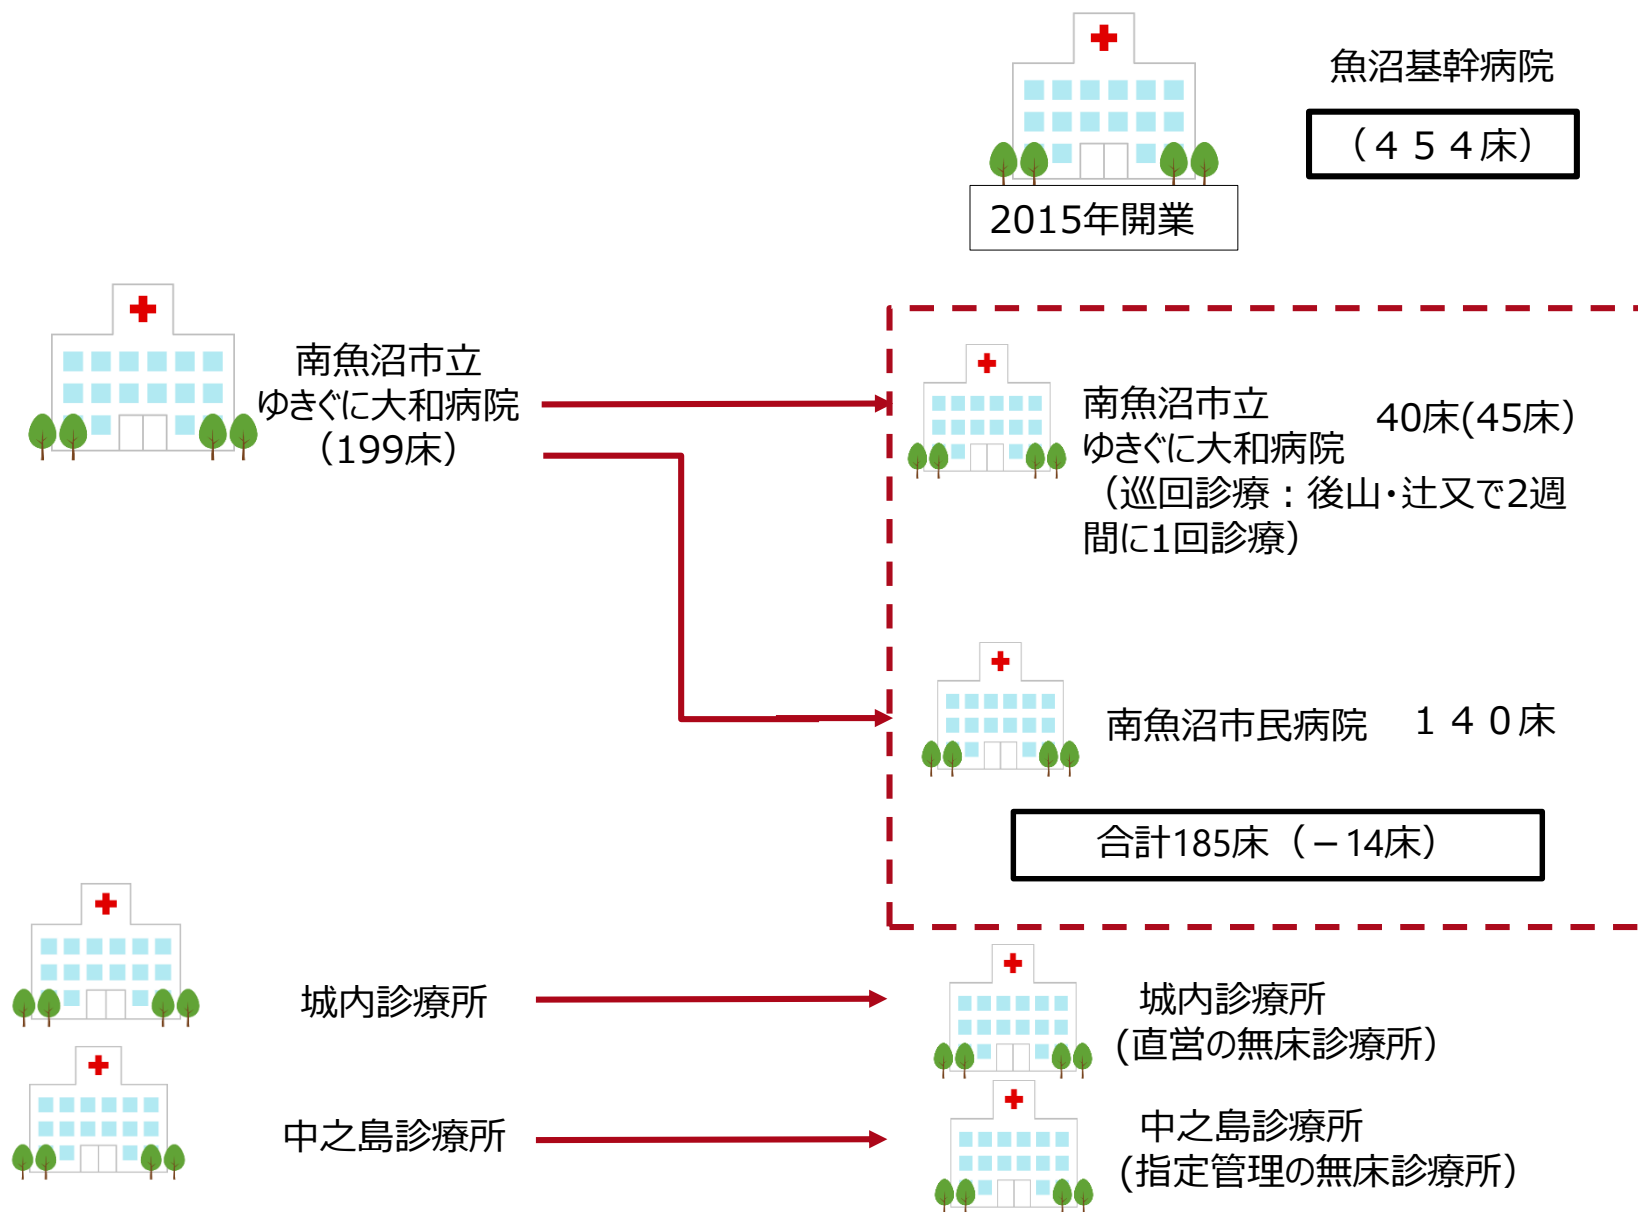 魚沼基幹病院
（４５４床）
2015年開業
南魚沼市立
ゆきぐに大和病院
（199床）
南魚沼市立
ゆきぐに大和病院
40床(45床）
（巡回診療：後山・辻又で2週
間に1回診療）
南魚沼市民病院
１４０床
合計185床（－14床）
城内診療所
城内診療所
(直営の無床診療所）
中之島診療所
中之島診療所
(指定管理の無床診療所）